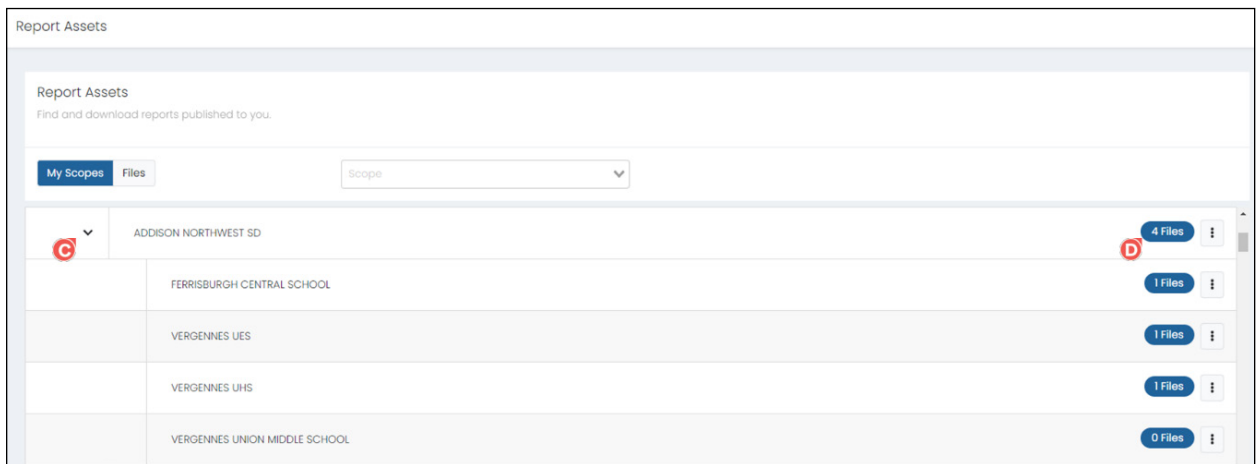 Report Assets
Report Assets
Find and download reports published to you.
My Scopes Files Scope
C ADDISON NORTHWEST SD D 4 Files
FERRISBURGH CENTRAL SCHOOL 1 Files
VERGENNES UES 1 Files
VERGENNES UHS 1 Files
VERGENNES UNION MIDDLE SCHOOL 0 Files